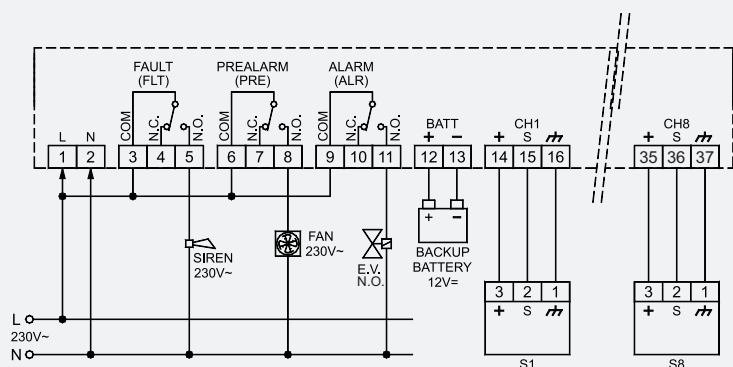 FAULT (FLT)
PREALARM (PRE)
ALARM (ALR)
L N
COM N.C. N.O.
COM N.C. N.O.
COM N.C. N.O.
BATT
+ −
CH1
+ S
CH8
+ S
1 2 3 4 5 6 7 8 9 10 11 12 13 14 15 16 35 36 37
SIREN
230V~
FAN
230V~
E.V.
N.O.
+ −
BACKUP
BATTERY
12V=
3 2 1
+ S
S1
3 2 1
+ S
S8
L
230V~
N